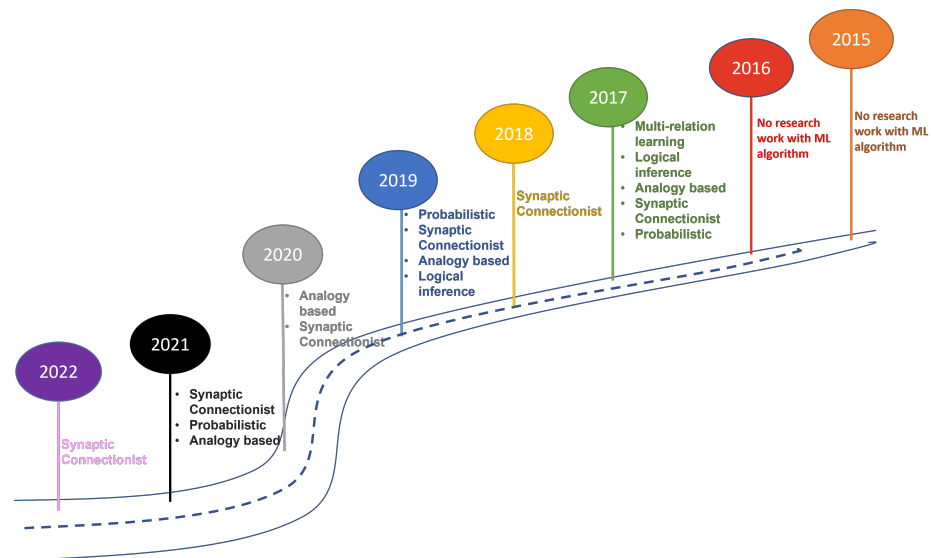 2015
No research
work with ML
algorithm
2016
No research
work with ML
algorithm
2017
• Multi-relation
learning
• Logical
inference
• Analogy based
• Synaptic
Connectionist
• Probabilistic
2018
Synaptic
Connectionist
2019
• Probabilistic
• Synaptic
Connectionist
• Analogy based
• Logical
inference
2020
• Analogy
based
• Synaptic
Connectionist
2021
• Synaptic
Connectionist
• Probabilistic
• Analogy based
2022
Synaptic
Connectionist